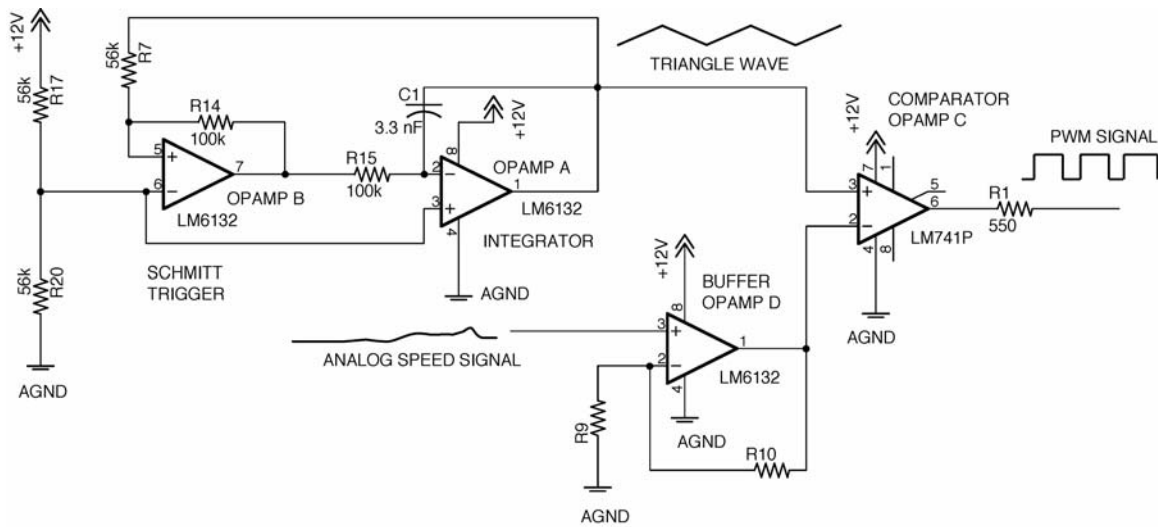 +12V
56k
R17
56k
R20
AGND
56k
R7
R14
100k
5
+
6
−
7
OPAMP B
LM6132
SCHMITT
TRIGGER
R15
100k
C1
3.3 nF
+12V
8
2
−
3
+
1
4
OPAMP A
LM6132
INTEGRATOR
AGND
TRIANGLE WAVE
ANALOG SPEED SIGNAL
+12V
8
BUFFER
OPAMP D
3
+
2
−
1
4
LM6132
AGND
R9
AGND
R10
COMPARATOR
OPAMP C
+12V
7
1
3
+
2
−
5
6
4
8
LM741P
AGND
R1
550
PWM SIGNAL